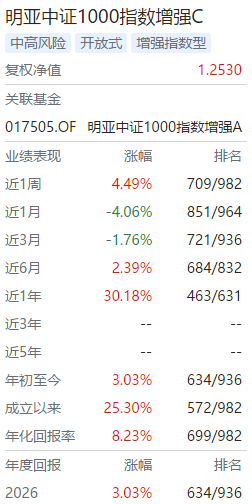 明亚中证1000指数增强C
中高风险 开放式 增强指数型
复权净值 1.2530
关联基金
017505.OF 明亚中证1000指数增强A
业绩表现 涨幅 排名
近1周 4.49% 709/982
近1月 -4.06% 851/964
近3月 -1.76% 721/936
近6月 2.39% 684/832
近1年 30.18% 463/631
近3年 -- --
近5年 -- --
年初至今 3.03% 634/936
成立以来 25.30% 572/982
年化回报率 8.23% 699/982
年度回报 涨幅 排名
2026 3.03% 634/936